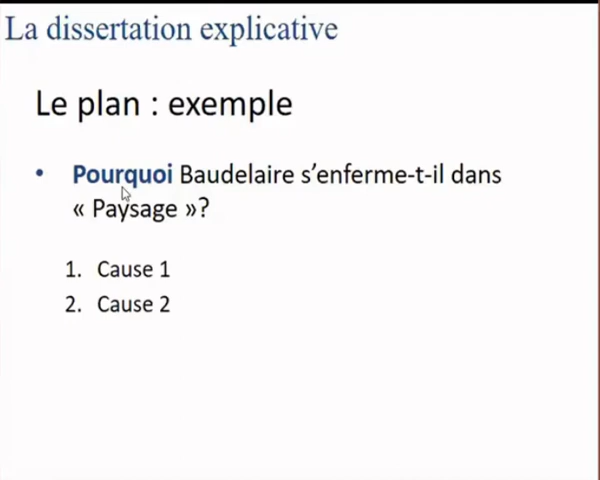 La dissertation explicative
Le plan : exemple
• Pourquoi Baudelaire s’enferme-t-il dans
« Paysage »?
1. Cause 1
2. Cause 2